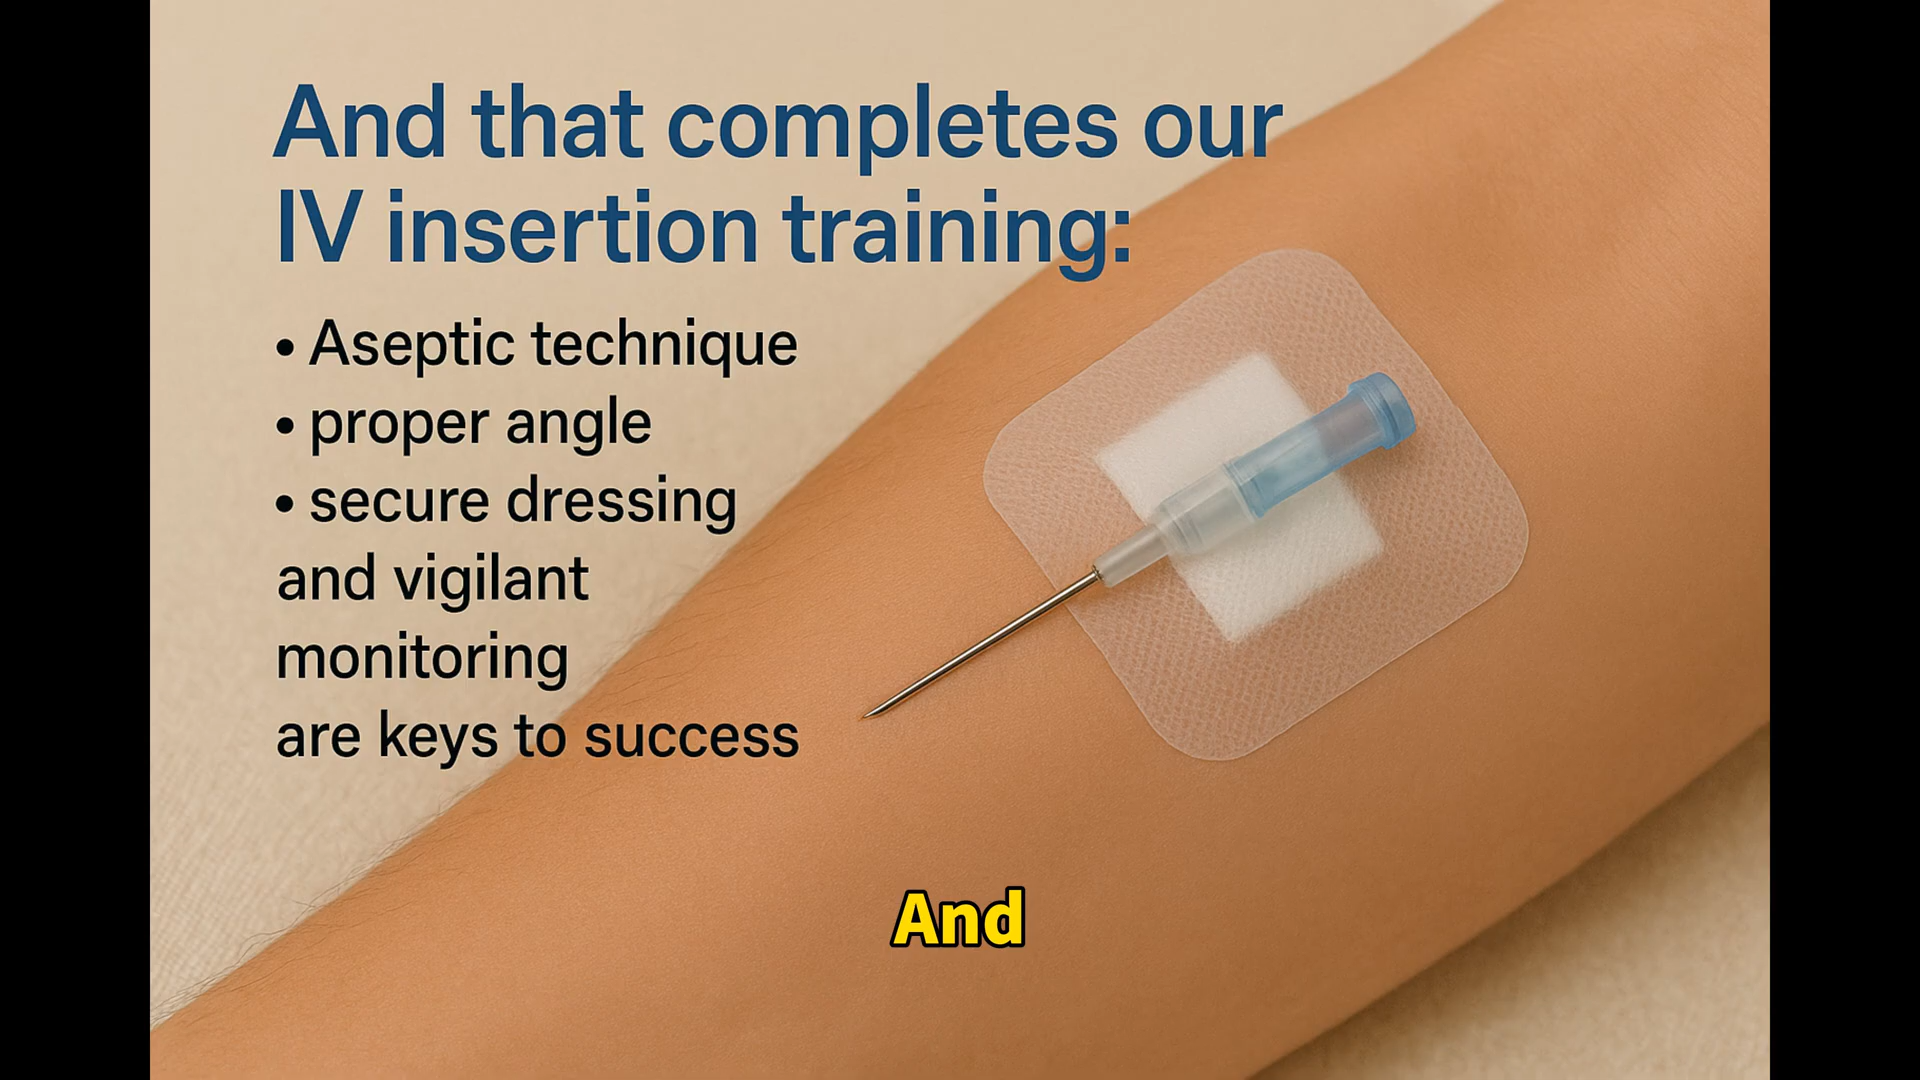 And that completes our
IV insertion training:
• Aseptic technique
• proper angle
• secure dressing
and vigilant
monitoring
are keys to success
And